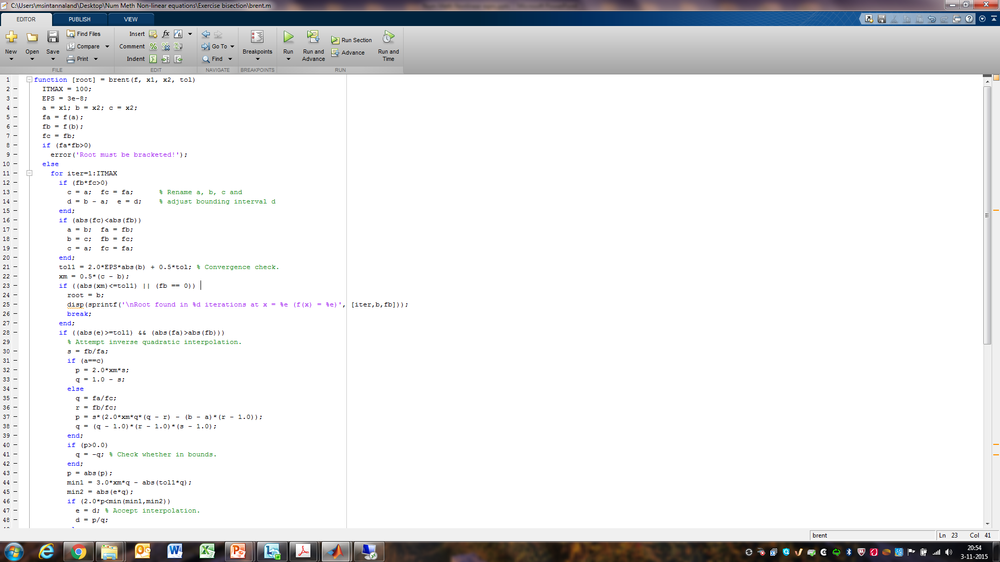 C:\Users\msintannaland\Desktop\Num Meth Non-linear equations\Exercise bisection\brent.m
EDITOR PUBLISH VIEW
New Open Save Find Files Compare Print
FILE
Insert fx
Comment
Indent
EDIT
Go To
Find
NAVIGATE
Breakpoints
BREAKPOINTS
Run Run and Advance Run Section Advance Run and Time
RUN
1 function [root] = brent(f, x1, x2, tol)
2 – ITMAX = 100;
3 – EPS = 3e-8;
4 – a = x1; b = x2; c = x2;
5 – fa = f(a);
6 – fb = f(b);
7 – fc = fb;
8 – if (fa*fb>0)
9 – error('Root must be bracketed!');
10 – else
11 – for iter=1:ITMAX
12 – if (fb*fc>0)
13 – c = a; fc = fa; % Rename a, b, c and
14 – d = b - a; e = d; % adjust bounding interval d
15 – end;
16 – if (abs(fc)<abs(fb))
17 – a = b; fa = fb;
18 – b = c; fb = fc;
19 – c = a; fc = fa;
20 – end;
21 – tol1 = 2.0*EPS*abs(b) + 0.5*tol; % Convergence check.
22 – xm = 0.5*(c - b);
23 – if ((abs(xm)<=tol1) || (fb == 0))
24 – root = b;
25 – disp(sprintf('\nRoot found in %d iterations at x = %e (f(x) = %e)', [iter,b,fb]));
26 – break;
27 – end;
28 – if ((abs(e)>=tol1) && (abs(fa)>abs(fb)))
29 % Attempt inverse quadratic interpolation.
30 – s = fb/fa;
31 – if (a==c)
32 – p = 2.0*xm*s;
33 – q = 1.0 - s;
34 – else
35 – q = fa/fc;
36 – r = fb/fc;
37 – p = s*(2.0*xm*q*(q - r) - (b - a)*(r - 1.0));
38 – q = (q - 1.0)*(r - 1.0)*(s - 1.0);
39 – end;
40 – if (p>0.0)
41 – q = -q; % Check whether in bounds.
42 – end;
43 – p = abs(p);
44 – min1 = 3.0*xm*q - abs(tol1*q);
45 – min2 = abs(e*q);
46 – if (2.0*p<min(min1,min2))
47 – e = d; % Accept interpolation.
48 – d = p/q;
brent Ln 23 Col 41
20:54
3-11-2015